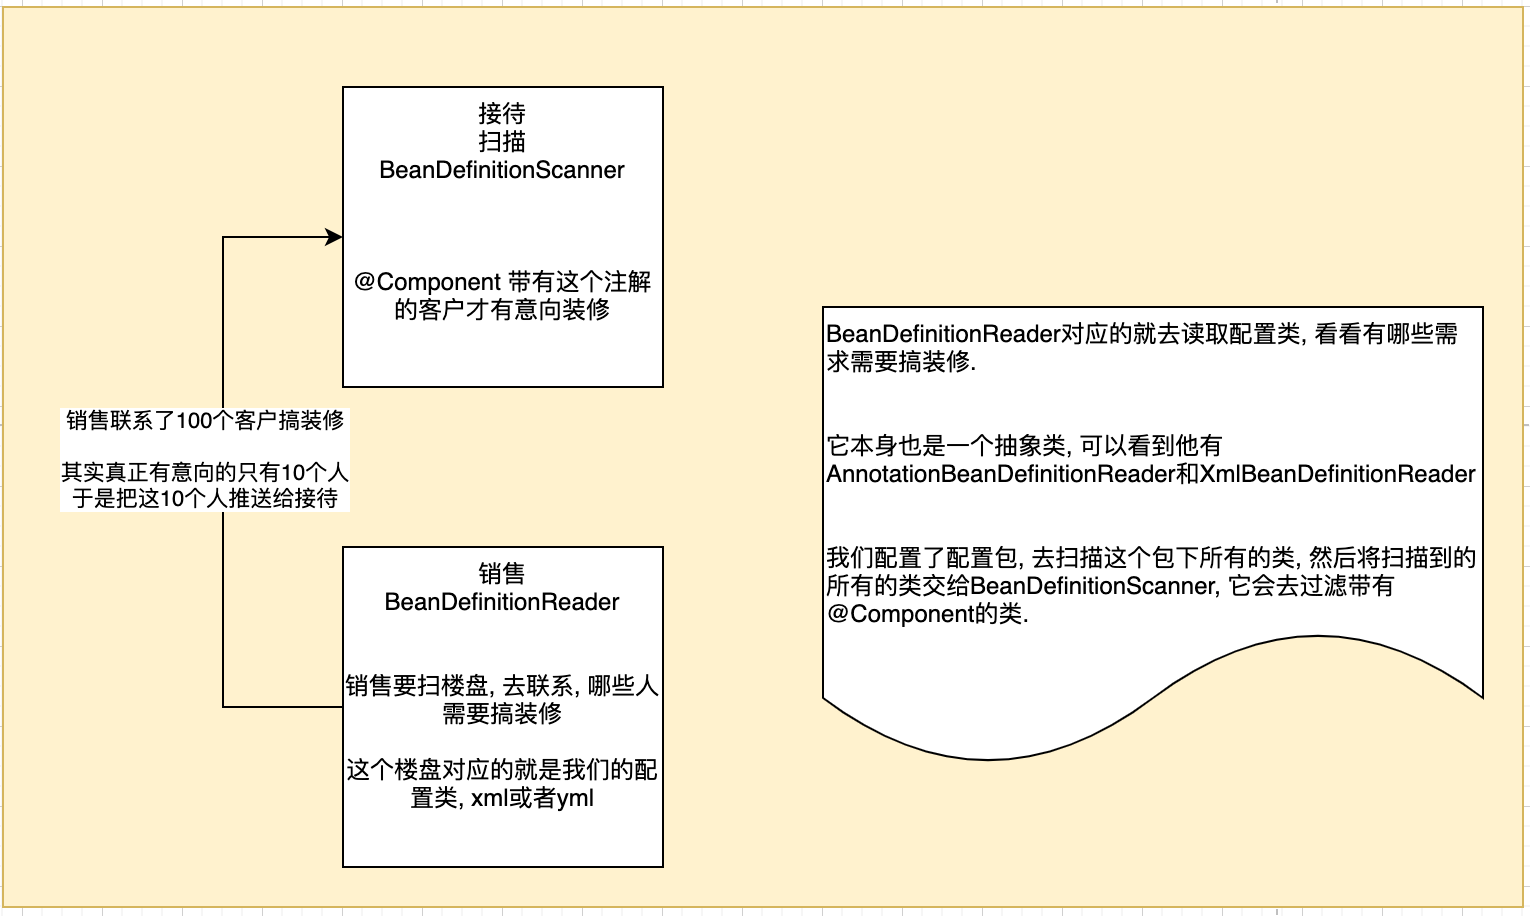 接待
扫描
BeanDefinitionScanner
@Component 带有这个注解
的客户才有意向装修
销售联系了100个客户搞装修
其实真正有意向的只有10个人
于是把这10个人推送给接待
销售
BeanDefinitionReader
销售要扫楼盘, 去联系, 哪些人
需要搞装修
这个楼盘对应的就是我们的配
置类, xml或者yml
BeanDefinitionReader对应的就去读取配置类, 看看有哪些需
求需要搞装修.
它本身也是一个抽象类, 可以看到他有
AnnotationBeanDefinitionReader和XmlBeanDefinitionReader
我们配置了配置包, 去扫描这个包下所有的类, 然后将扫描到的
所有的类交给BeanDefinitionScanner, 它会去过滤带有
@Component的类.